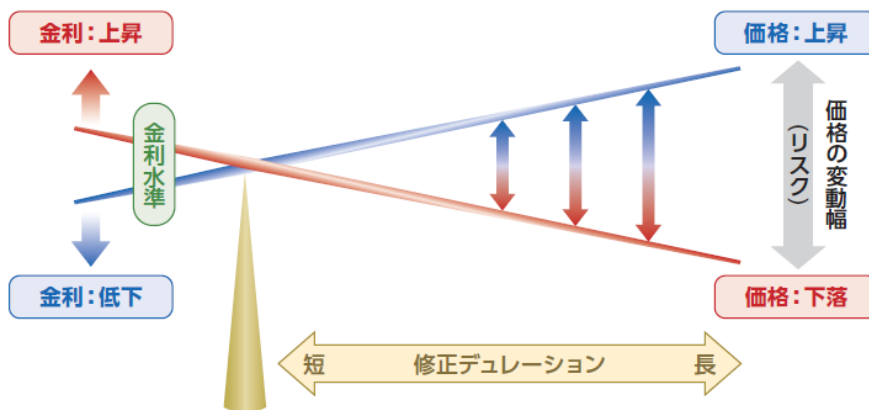 金利：上昇
価格：上昇
金利水準
価格の変動幅
（リスク）
金利：低下
価格：下落
短
修正デュレーション
長